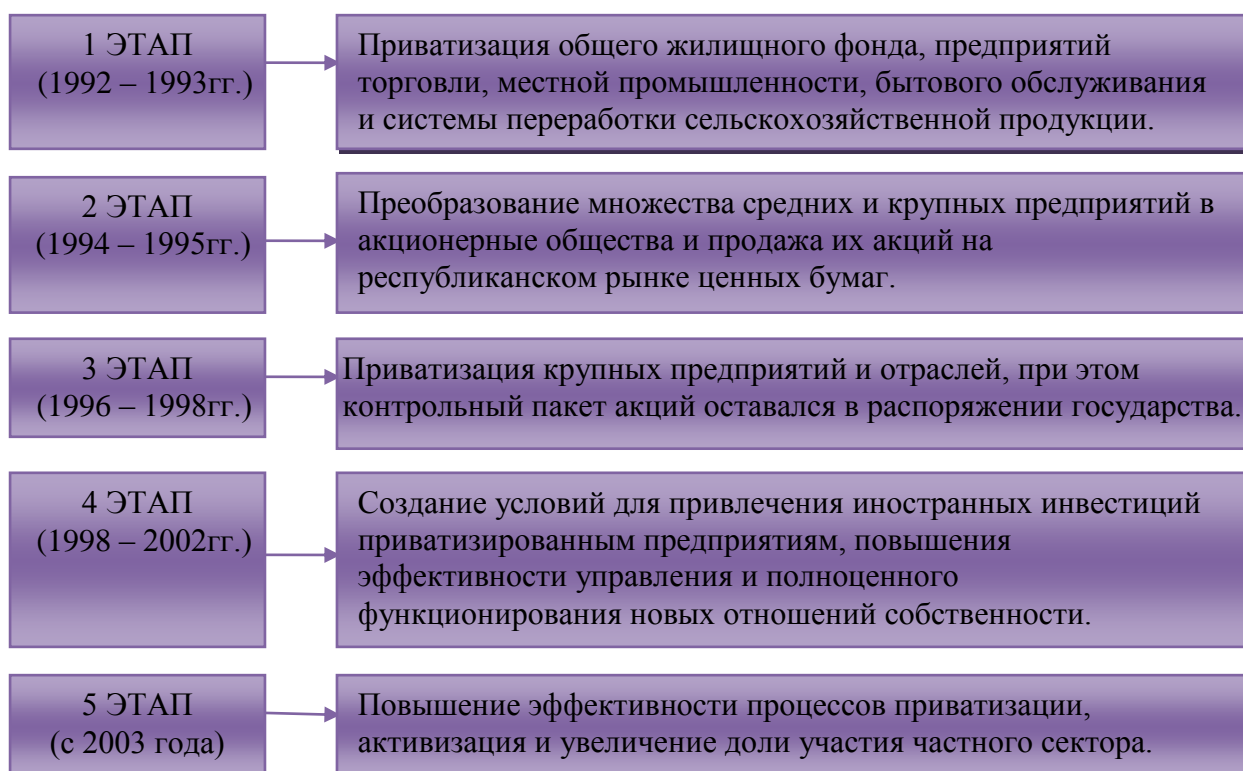 1 ЭТАП
(1992 – 1993гг.)
Приватизация общего жилищного фонда, предприятий
торговли, местной промышленности, бытового обслуживания
и системы переработки сельскохозяйственной продукции.
2 ЭТАП
(1994 – 1995гг.)
Преобразование множества средних и крупных предприятий в
акционерные общества и продажа их акций на
республиканском рынке ценных бумаг.
3 ЭТАП
(1996 – 1998гг.)
Приватизация крупных предприятий и отраслей, при этом
контрольный пакет акций оставался в распоряжении государства.
4 ЭТАП
(1998 – 2002гг.)
Создание условий для привлечения иностранных инвестиций
приватизированным предприятиям, повышения
эффективности управления и полноценного
функционирования новых отношений собственности.
5 ЭТАП
(с 2003 года)
Повышение эффективности процессов приватизации,
активизация и увеличение доли участия частного сектора.